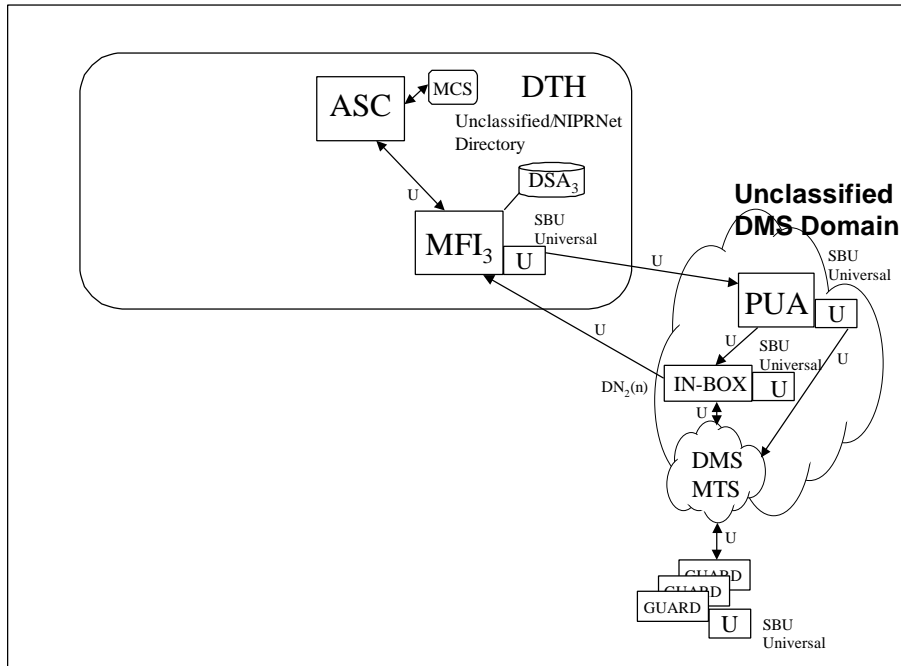 DTH
MCS
ASC
Unclassified/NIPRNet
Directory
DSA₃
U
SBU
Universal
MFI₃
U
Unclassified
DMS Domain
SBU
Universal
U
PUA
U
U
U
SBU
Universal
U
DN₂(n)
IN-BOX
U
U
DMS
MTS
U
GUARD
GUARD
GUARD
U
SBU
Universal